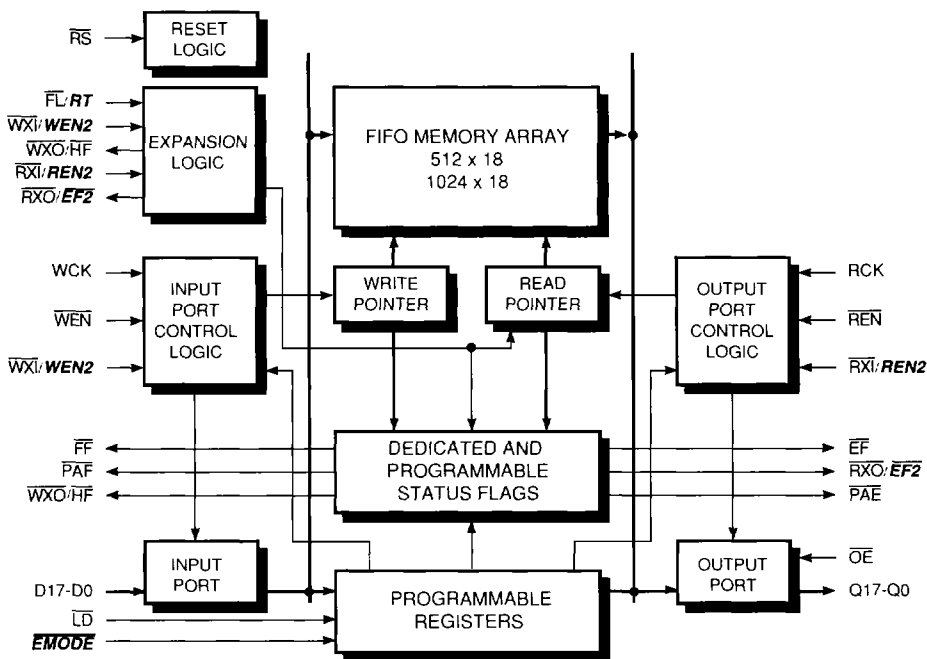 RS
RESET
LOGIC
FL/RT
WXI/WEN2
WXO/HF
RXI/REN2
RXO/EF2
EXPANSION
LOGIC
FIFO MEMORY ARRAY
512 x 18
1024 x 18
WCK
WEN
WXI/WEN2
INPUT
PORT
CONTROL
LOGIC
WRITE
POINTER
READ
POINTER
OUTPUT
PORT
CONTROL
LOGIC
RCK
REN
RXI/REN2
FF
PAF
WXO/HF
DEDICATED AND
PROGRAMMABLE
STATUS FLAGS
EF
RXO/EF2
PAE
INPUT
PORT
D17-D0
LD
EMODE
PROGRAMMABLE
REGISTERS
OUTPUT
PORT
OE
Q17-Q0